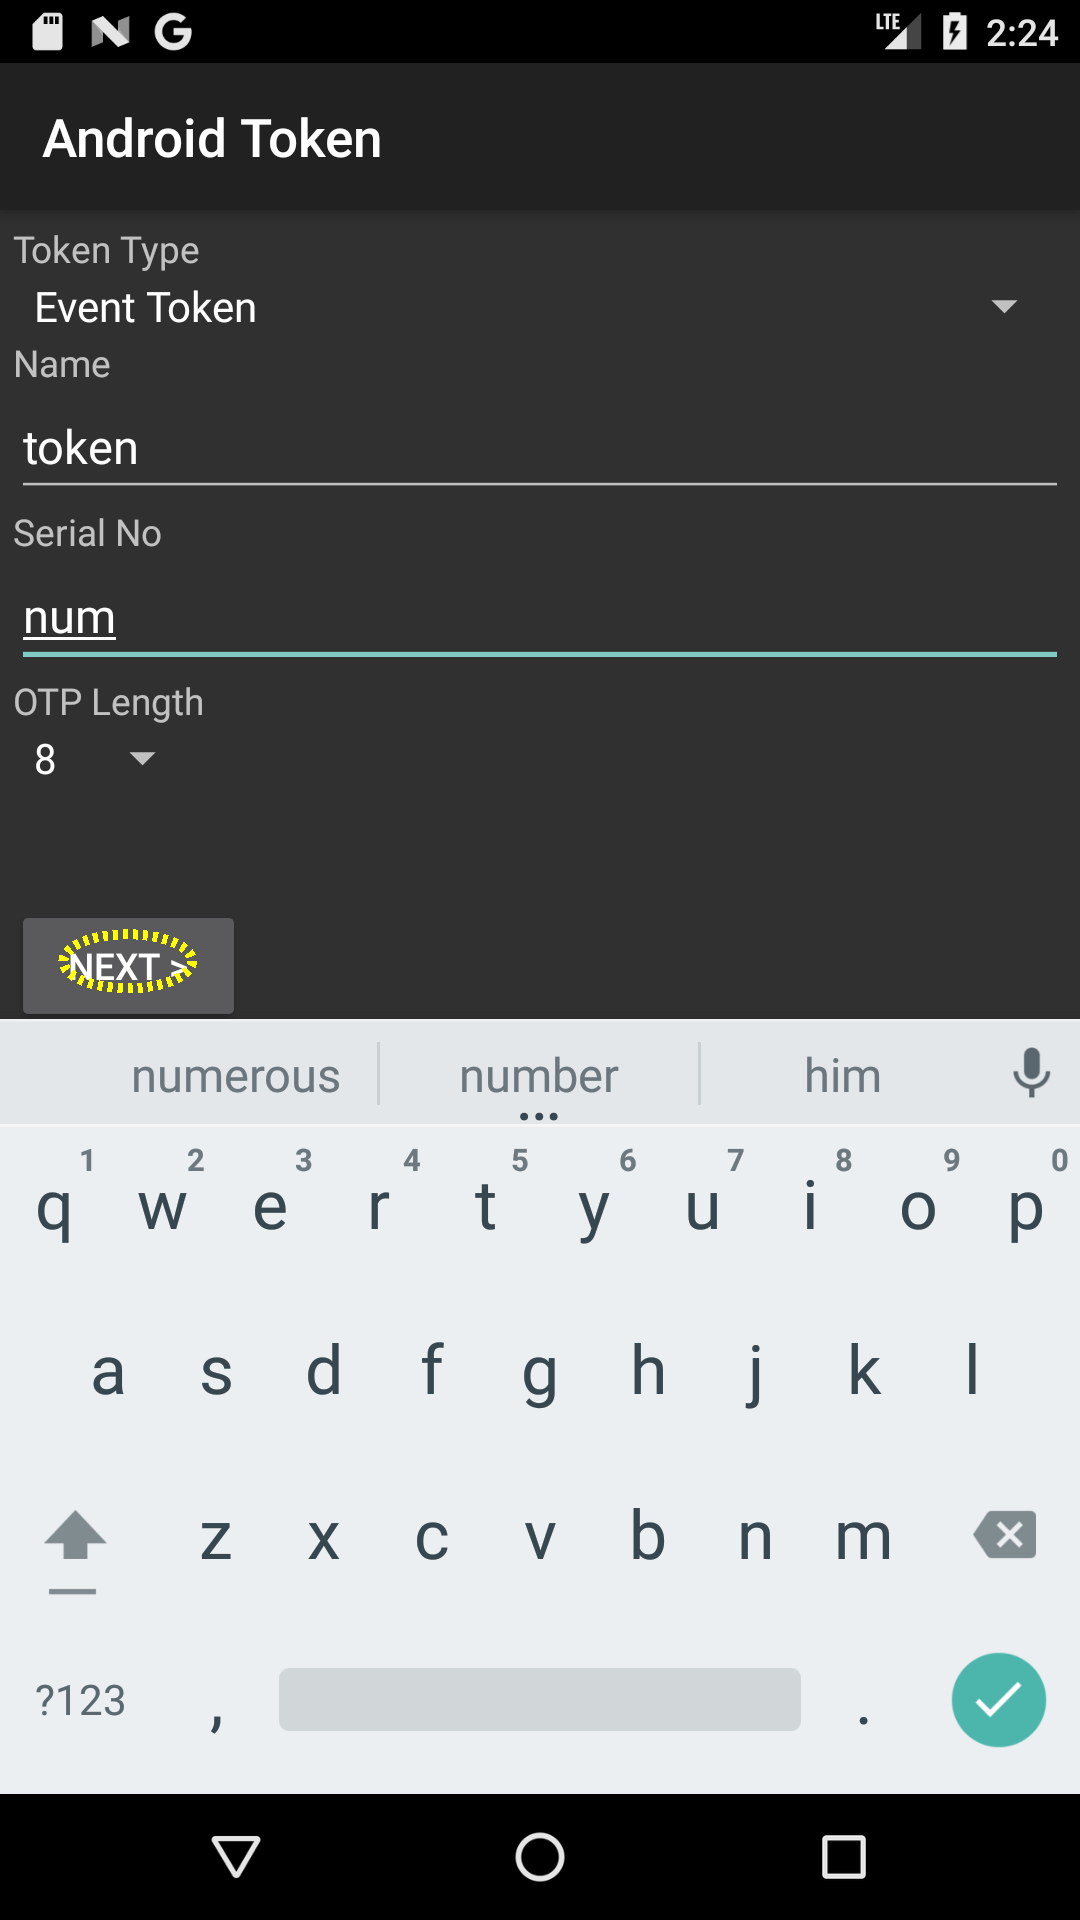 LTE 2:24
Android Token
Token Type
Event Token
Name
token
Serial No
num
OTP Length
8
NEXT >
numerous number him
1 2 3 4 5 6 7 8 9 0
q w e r t y u i o p
a s d f g h j k l
z x c v b n m
?123 , .